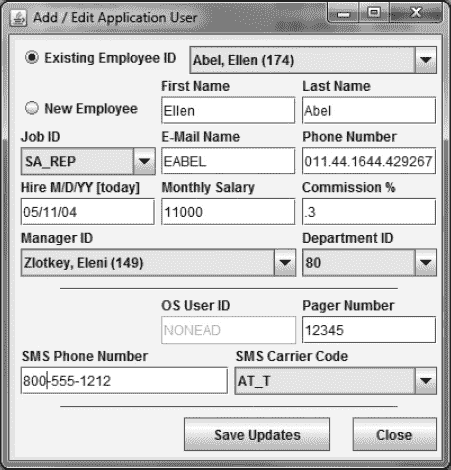 Add / Edit Application User
Existing Employee ID Abel, Ellen (174)
First Name Last Name
New Employee Ellen Abel
Job ID E-Mail Name Phone Number
SA_REP EABEL 011.44.1644.429267
Hire M/D/YY [today] Monthly Salary Commission %
05/11/04 11000 .3
Manager ID Department ID
Zlotkey, Eleni (149) 80
OS User ID Pager Number
NONEAD 12345
SMS Phone Number SMS Carrier Code
800-555-1212 AT_T
Save Updates Close